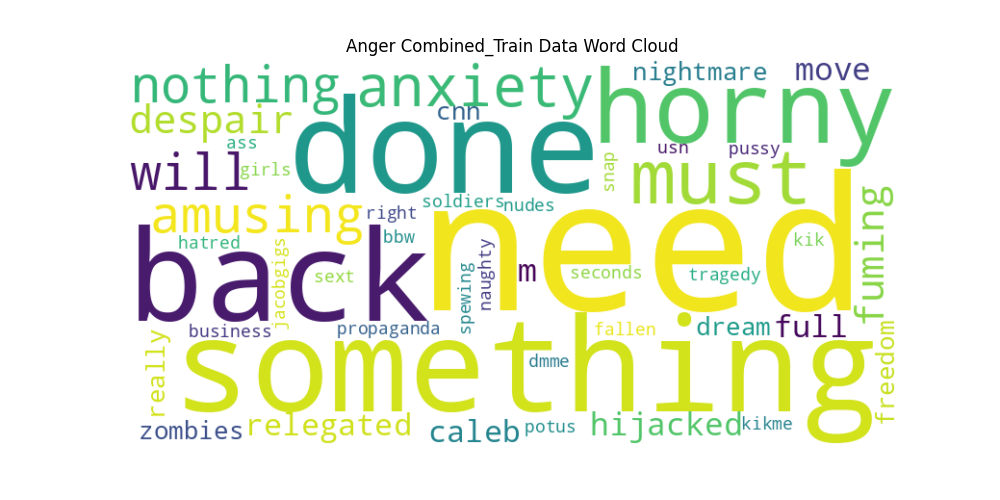 Anger Combined_Train Data Word Cloud
nothing anxiety horny nightmare move
despair cnn done
ass usn pussy
will girls snap must
amusing right soldiers nudes need fuming
hatred bbw kik
back jacobgigs sext spewing naughty m seconds tragedy
business propaganda fallen dream full
really something dmme freedom
zombies relegated caleb potus hijacked kikme